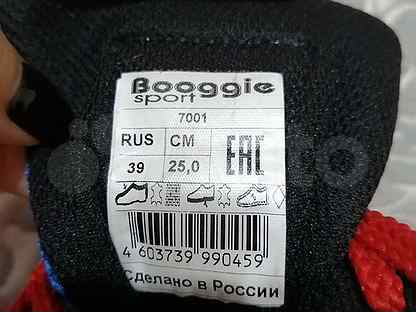 Booggie
sport
7001
RUS CM
39 25,0
EAC
4 603739 990459
Сделано в России